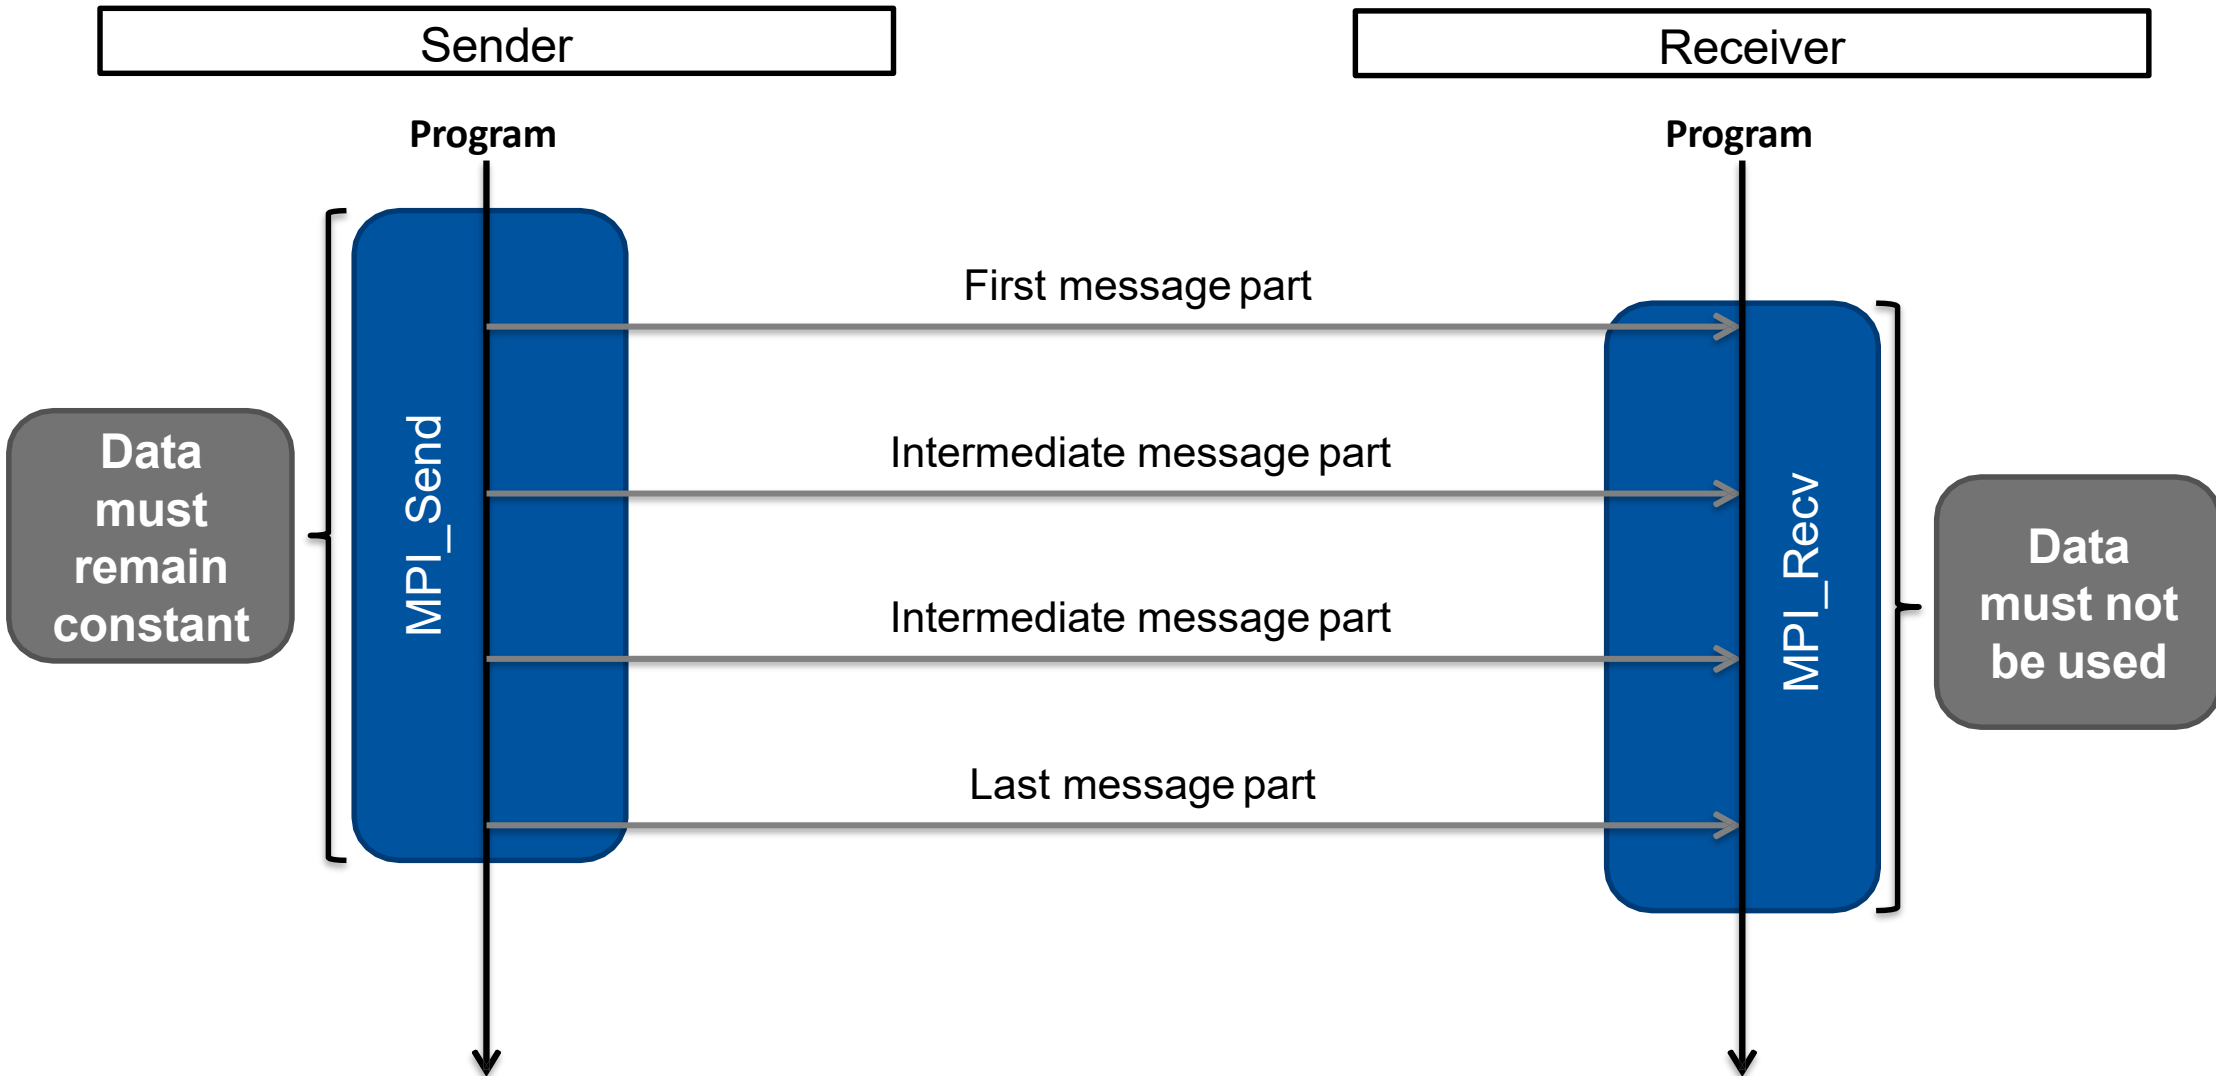 Sender
Receiver
Program
Program
First message part
Intermediate message part
Intermediate message part
Last message part
MPI_Send
MPI_Recv
Data
must
remain
constant
Data
must not
be used